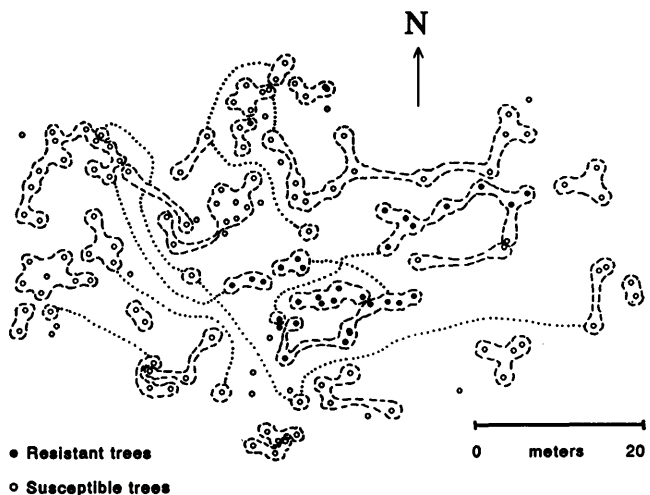 N
0 meters 20
● Resistant trees
○ Susceptible trees